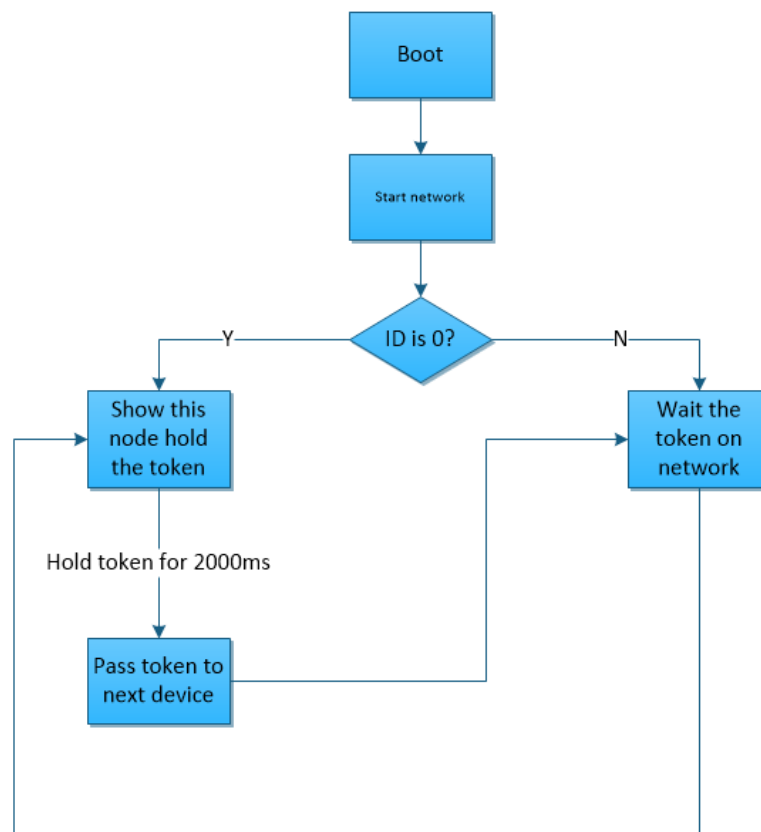 Boot
Start network
ID is 0?
Y
N
Show this
node hold
the token
Wait the
token on
network
Hold token for 2000ms
Pass token to
next device